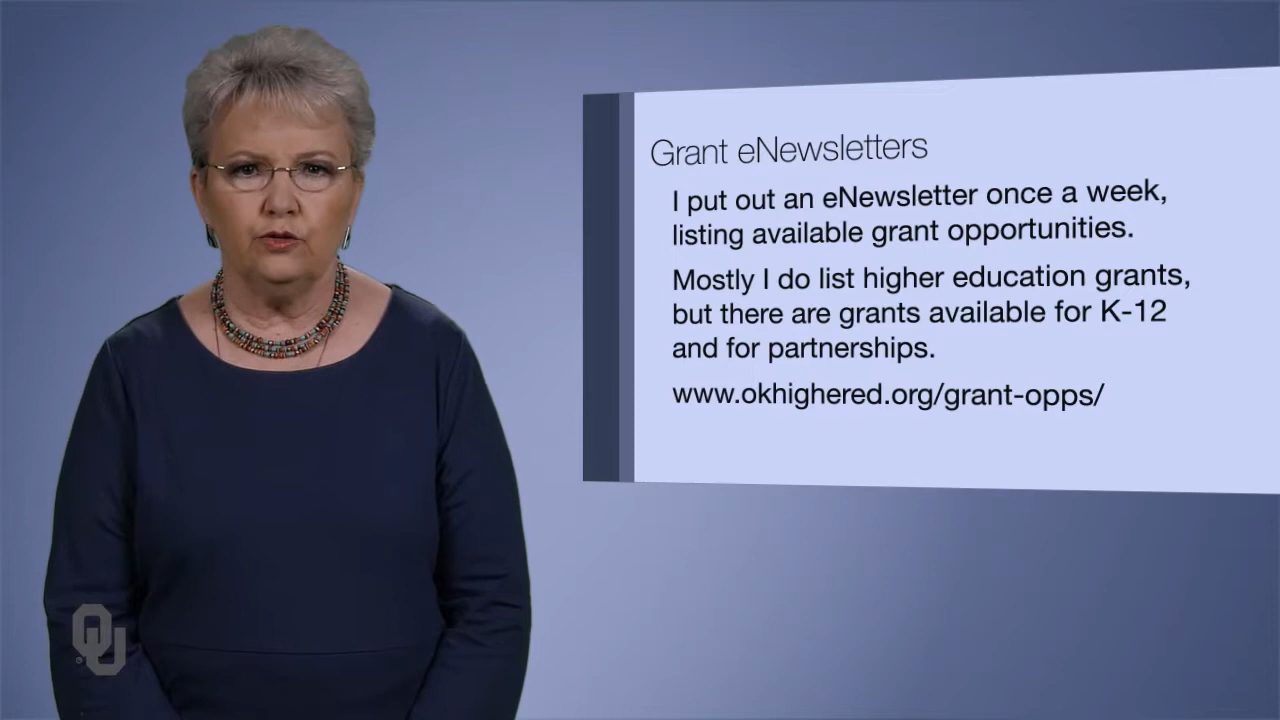 Grant eNewsletters
I put out an eNewsletter once a week,
listing available grant opportunities.
Mostly I do list higher education grants,
but there are grants available for K-12
and for partnerships.
www.okhighered.org/grant-opps/
OU